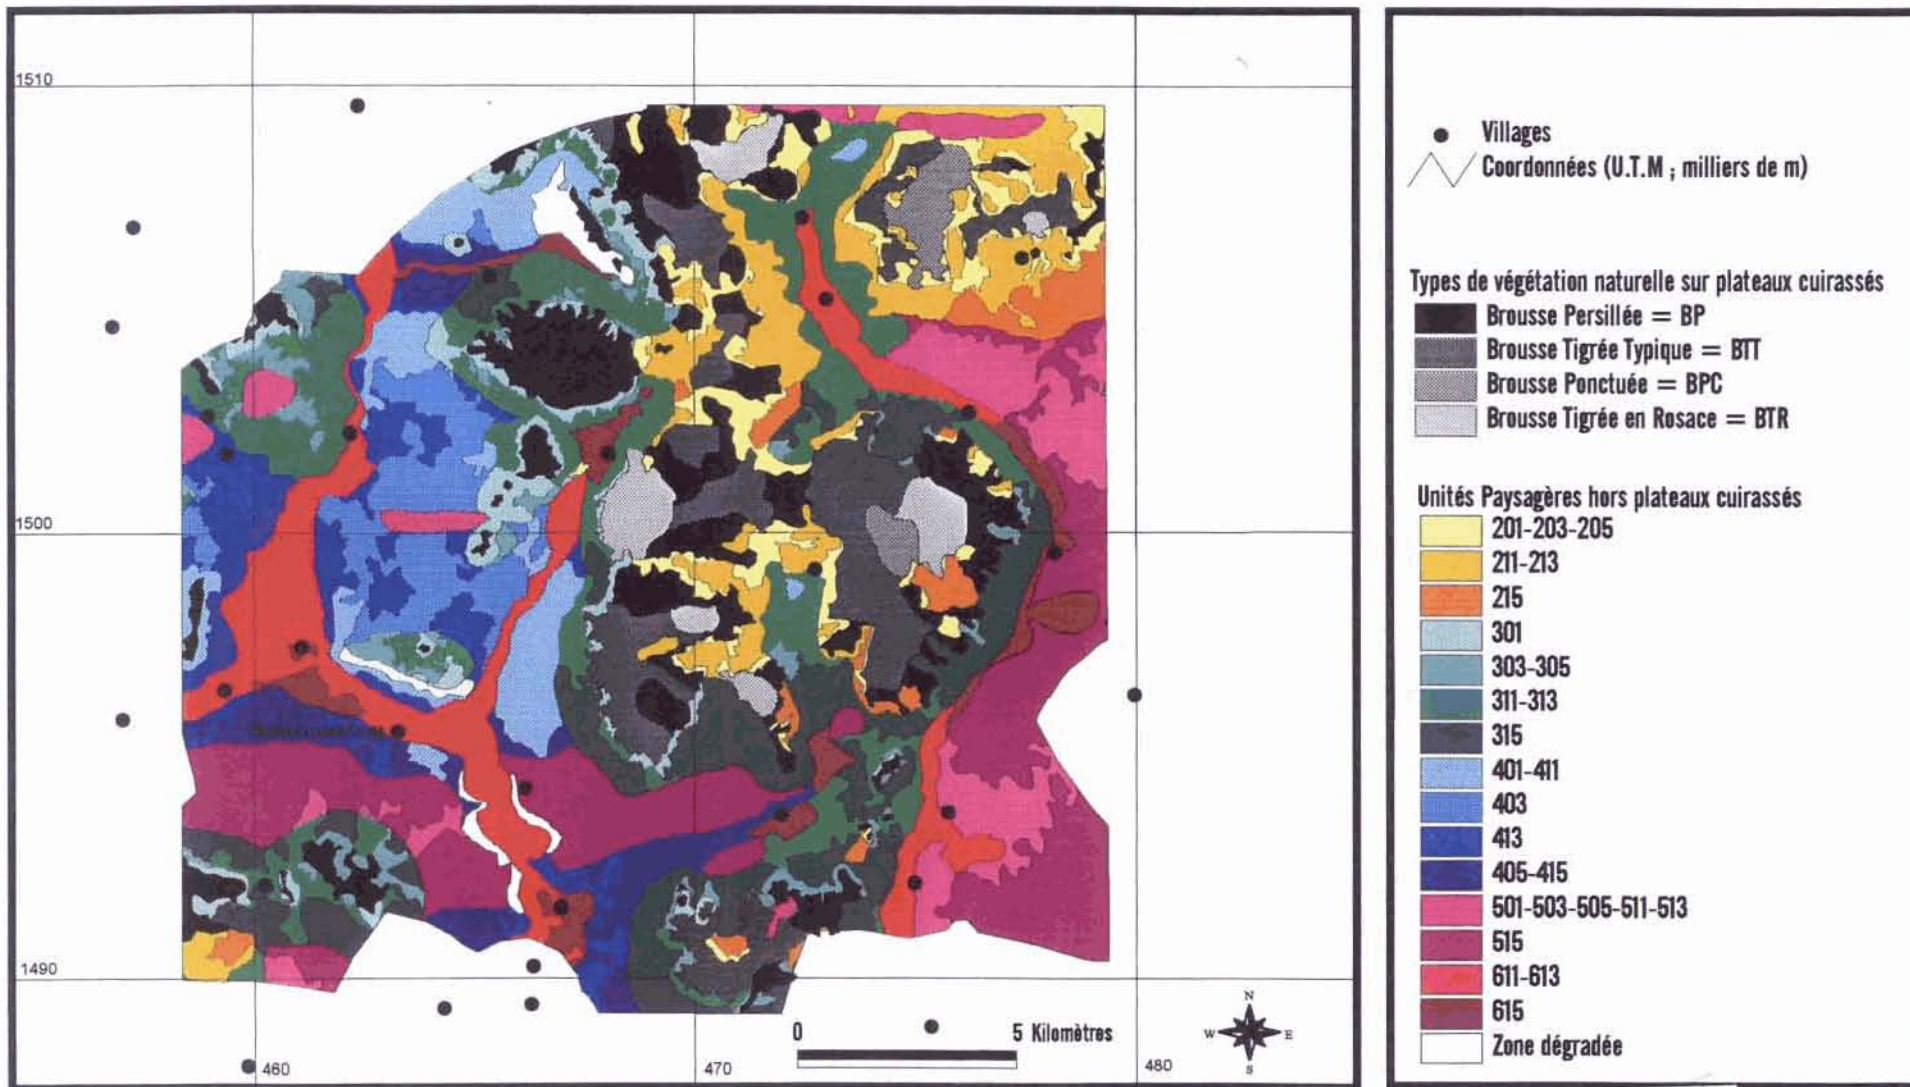 1510
1500
1490
460
470
480
0
5 Kilomètres
N
W
E
S
Villages
Coordonnées (U.T.M ; milliers de m)
Types de végétation naturelle sur plateaux cuirassés
Brousse Persillée = BP
Brousse Tigrée Typique = BTT
Brousse Ponctuée = BPC
Brousse Tigrée en Rosace = BTR
Unités Paysagères hors plateaux cuirassés
201-203-205
211-213
215
301
303-305
311-313
315
401-411
403
413
405-415
501-503-505-511-513
515
611-613
615
Zone dégradée